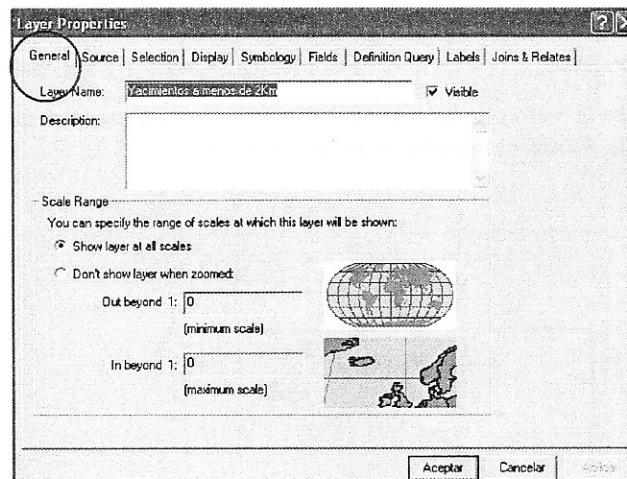 Layer Properties
General Source Selection Display Symbology Fields Definition Query Labels Joins & Relates
Layer Name: Yacimientos a menos de 2Km Visible
Description:
Scale Range
You can specify the range of scales at which this layer will be shown:
Show layer at all scales
Don't show layer when zoomed:
Out beyond 1: 0
(minimum scale)
In beyond 1: 0
(maximum scale)
Aceptar Cancelar